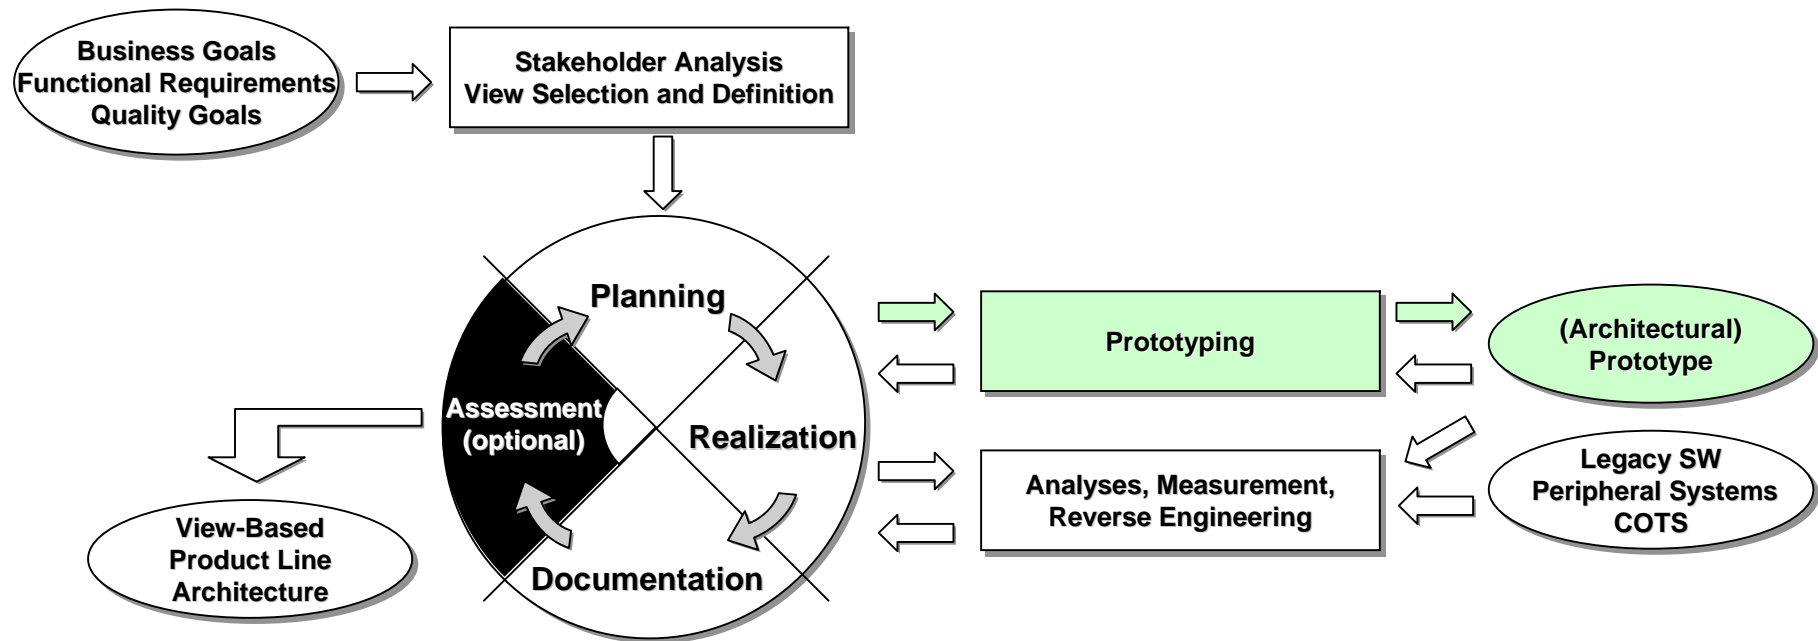 Business Goals
Functional Requirements
Quality Goals
Stakeholder Analysis
View Selection and Definition
Planning
Realization
Documentation
Assessment
(optional)
Prototyping
(Architectural)
Prototype
Analyses, Measurement,
Reverse Engineering
Legacy SW
Peripheral Systems
COTS
View-Based
Product Line
Architecture